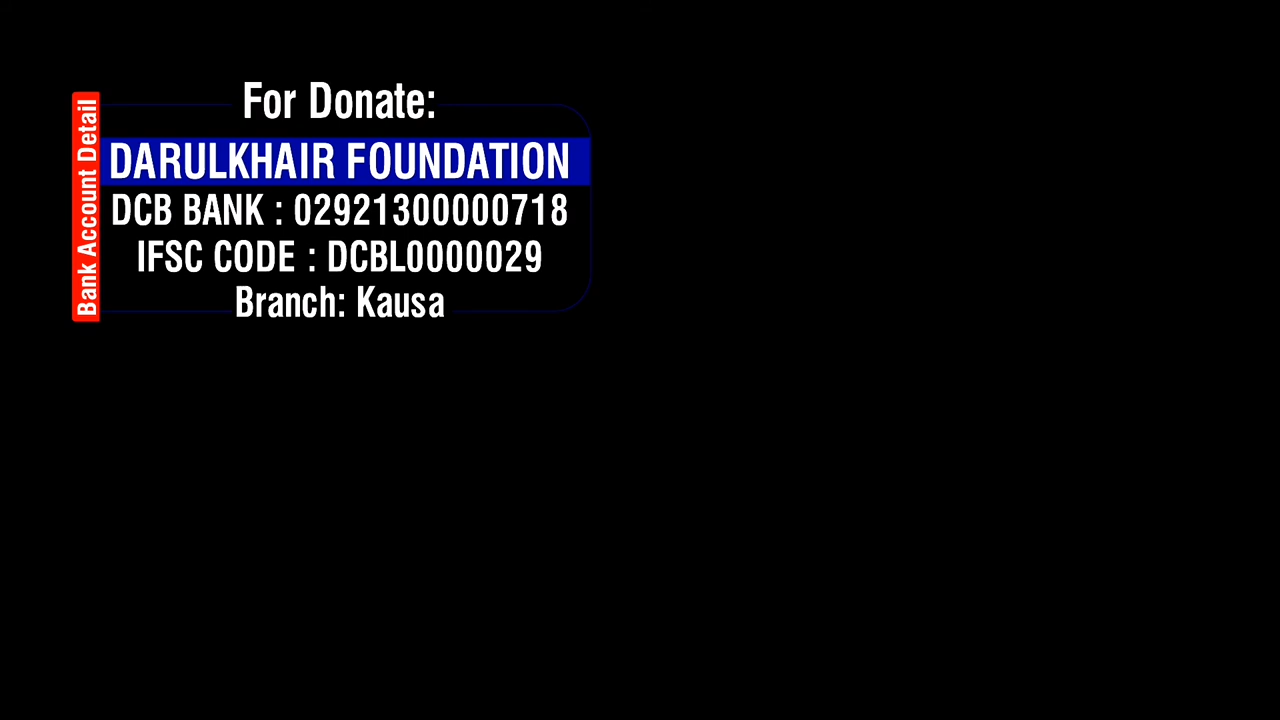 Bank Account Detail
For Donate:
DARULKHAIR FOUNDATION
DCB BANK : 02921300000718
IFSC CODE : DCBL0000029
Branch: Kausa